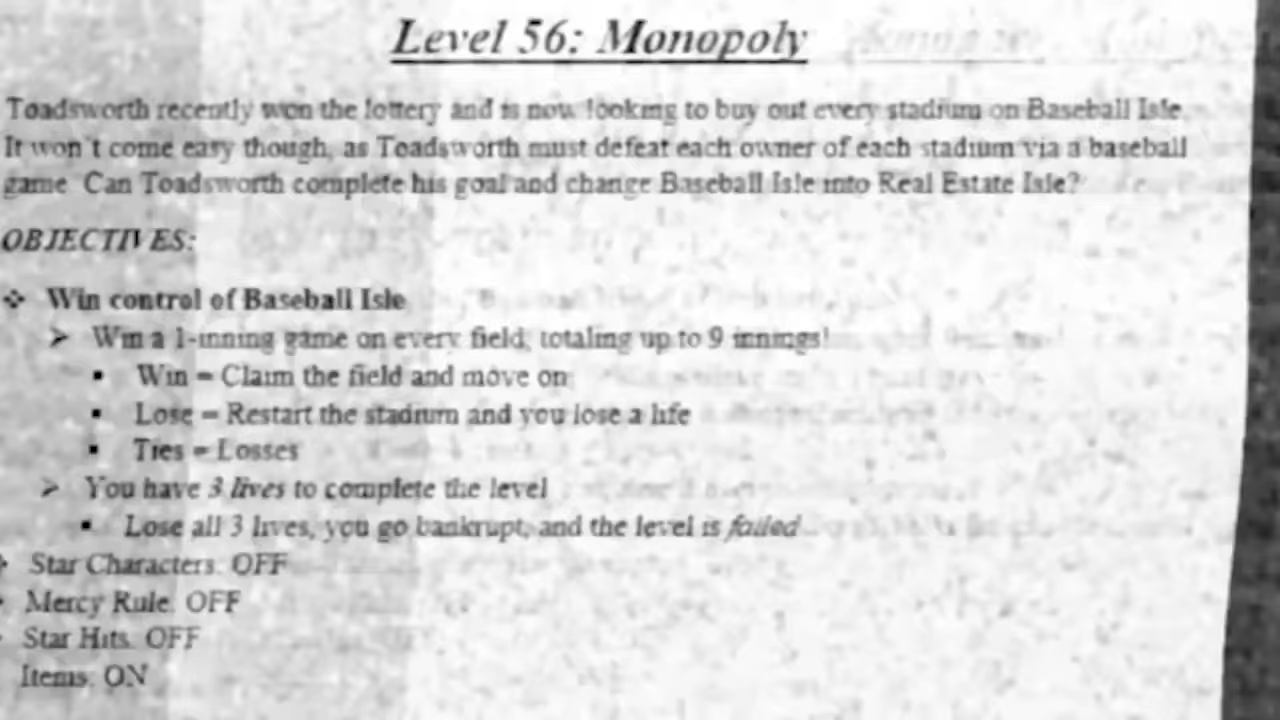 Level 56: Monopoly
Toadsworth recently won the lottery and is now looking to buy out every stadium on Baseball Isle.
It won't come easy though, as Toadsworth must defeat each owner of each stadium via a baseball
game. Can Toadsworth complete his goal and change Baseball Isle into Real Estate Isle?
OBJECTIVES:
❖ Win control of Baseball Isle
➢ Win a 1-inning game on every field, totaling up to 9 innings!
▪ Win = Claim the field and move on
▪ Lose = Restart the stadium and you lose a life
▪ Ties = Losses
➢ You have 3 lives to complete the level
▪ Lose all 3 lives, you go bankrupt, and the level is failed
Star Characters: OFF
Mercy Rule: OFF
Star Hits: OFF
Items: ON